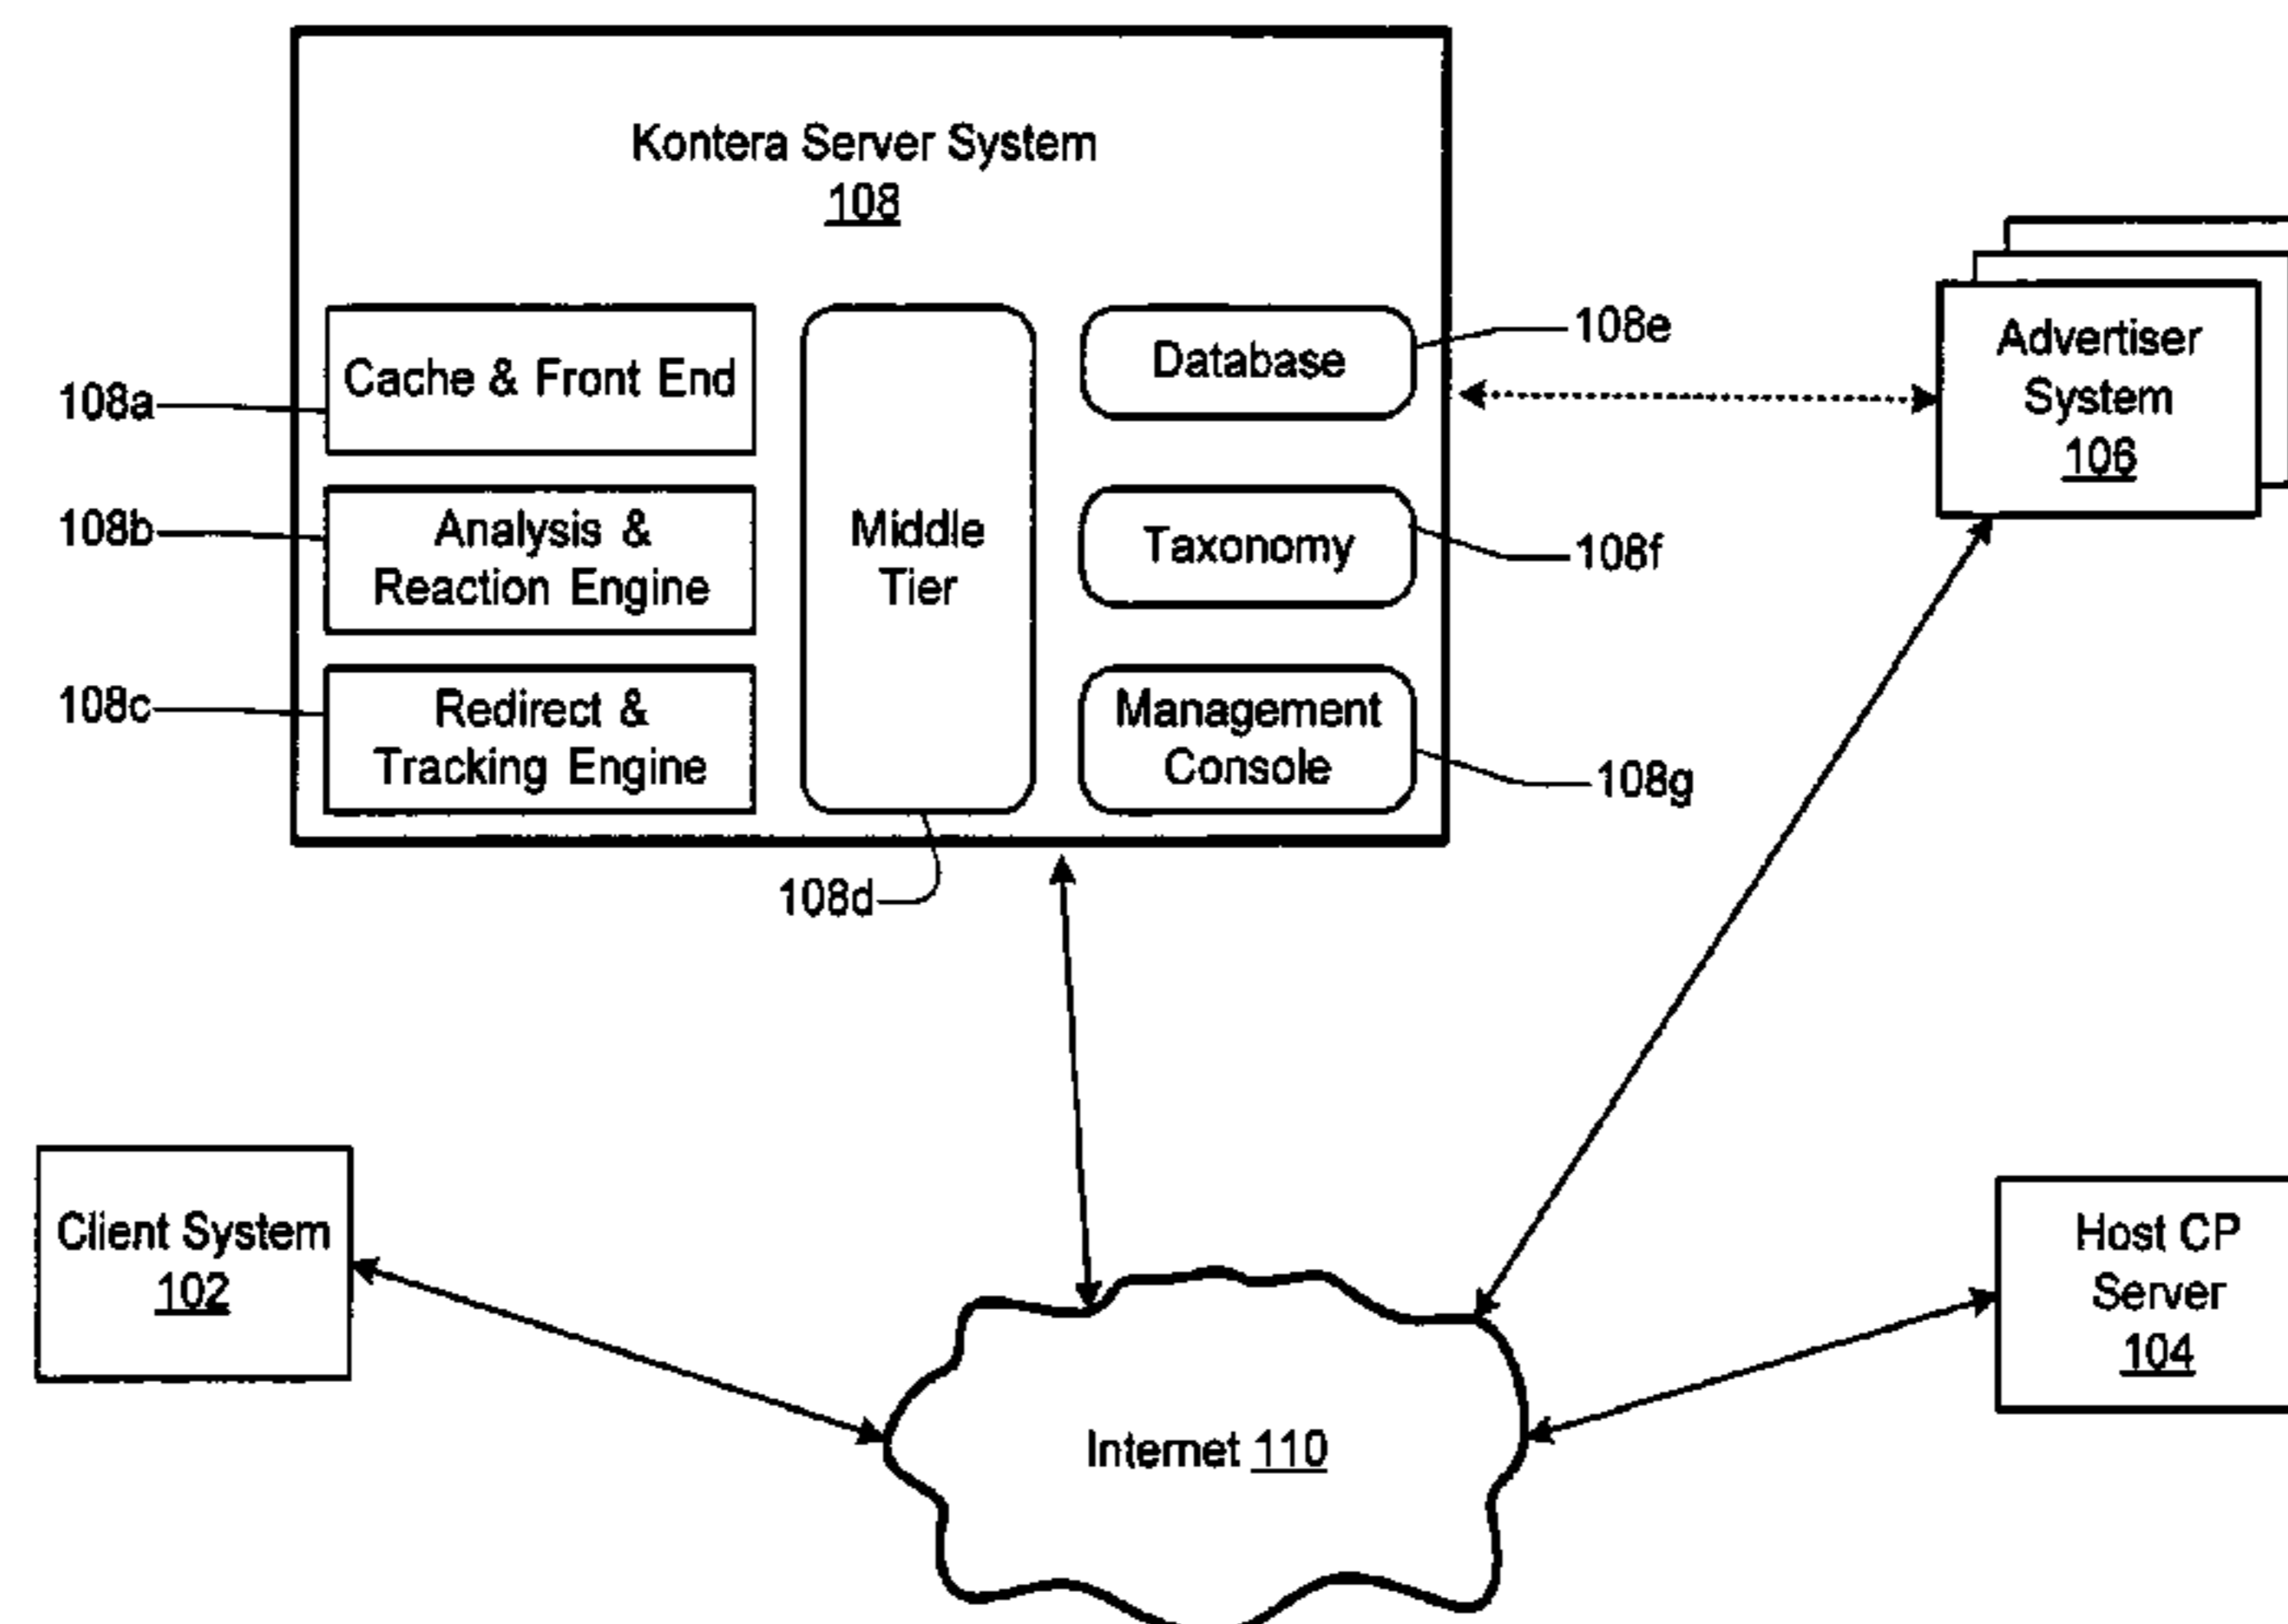 Kontera Server System
108
Cache & Front End
108a
Analysis &
Reaction Engine
108b
Redirect &
Tracking Engine
108c
Middle
Tier
108d
Database
108e
Taxonomy
108f
Management
Console
108g
Advertiser
System
106
Client System
102
Internet 110
Host CP
Server
104